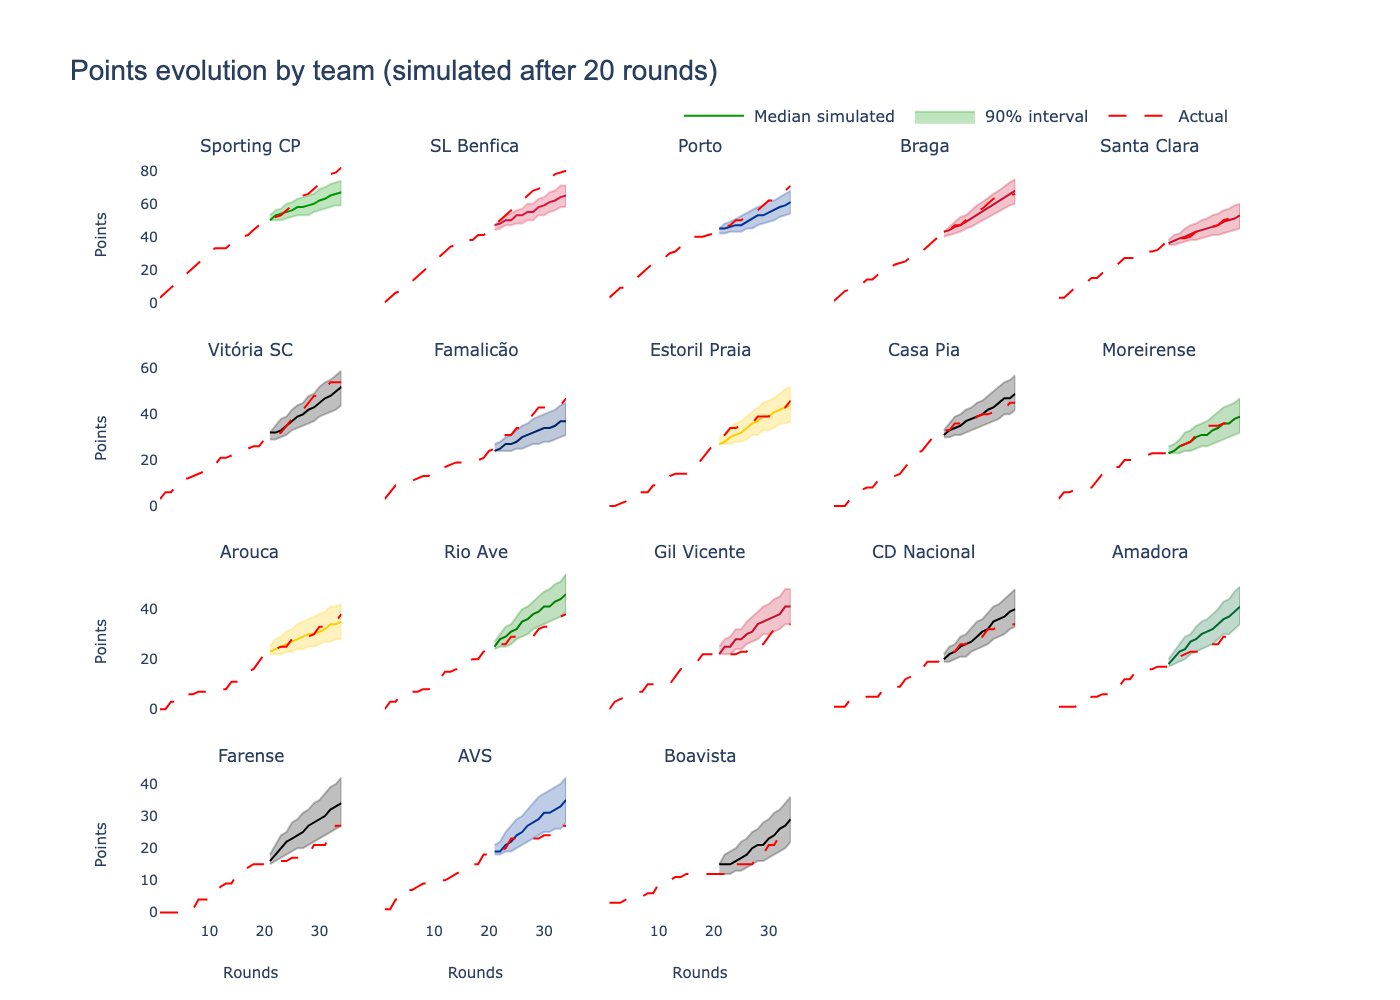 Points evolution by team (simulated after 20 rounds)
Median simulated 90% interval Actual
Sporting CP SL Benfica Porto Braga Santa Clara
80
60
40
20
0
Points
Vitória SC Famalicão Estoril Praia Casa Pia Moreirense
60
40
20
0
Points
Arouca Rio Ave Gil Vicente CD Nacional Amadora
40
20
0
Points
Farense AVS Boavista
40
30
20
10
0
Points
10 20 30 10 20 30 10 20 30
Rounds Rounds Rounds